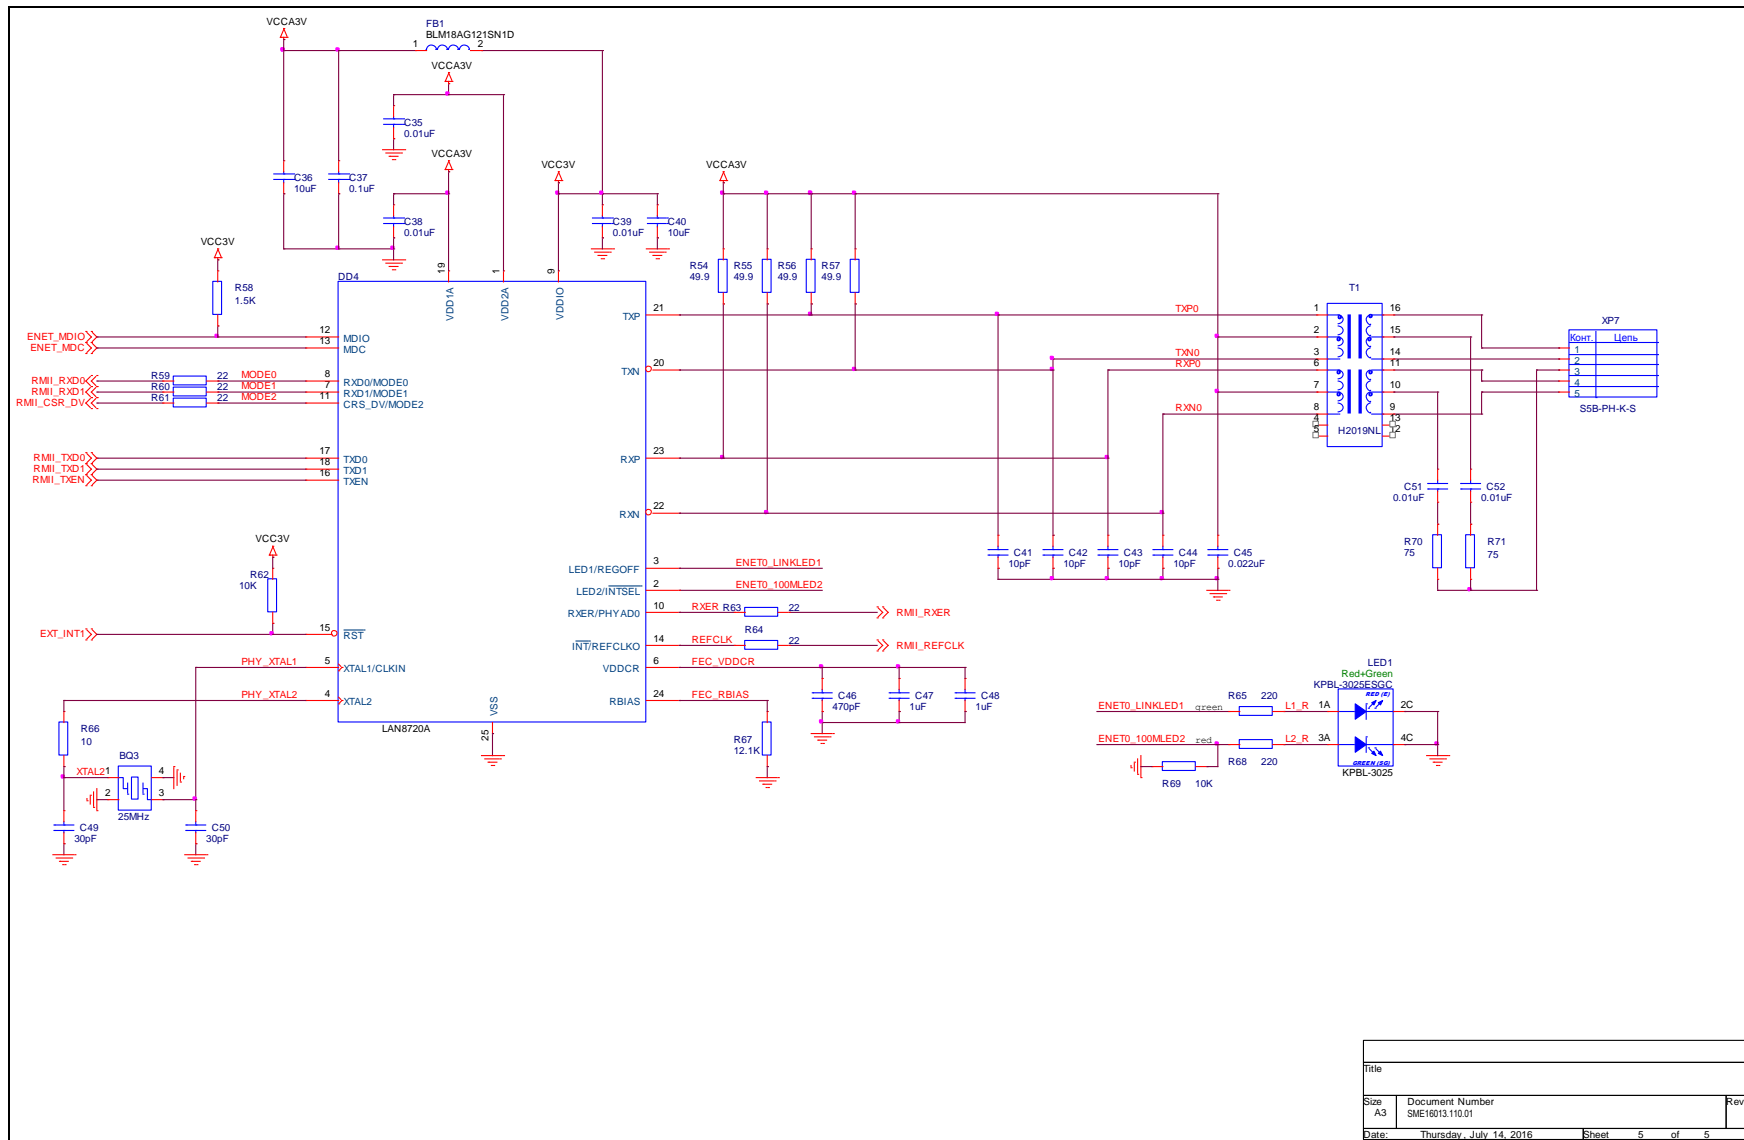 VCCA3V
FB1
BLM18AG121SN1D
1
2
VCCA3V
C35
0.01uF
VCCA3V
VCC3V
VCCA3V
C36
10uF
C37
0.1uF
C38
0.01uF
C39
0.01uF
C40
10uF
VCC3V
R58
1.5K
R54
49.9
R55
49.9
R56
49.9
R57
49.9
DD4
19
1
9
VDD1A
VDD2A
VDDIO
ENET_MDIO
12
MDIO
ENET_MDC
13
MDC
RMII_RXD0
R59
22
MODE0
8
RXD0/MODE0
RMII_RXD1
R60
22
MODE1
7
RXD1/MODE1
RMII_CSR_DV
R61
22
MODE2
11
CRS_DV/MODE2
RMII_TXD0
17
TXD0
RMII_TXD1
18
TXD1
RMII_TXEN
16
TXEN
VCC3V
R62
10K
EXT_INT1
15
RST
PHY_XTAL1
5
XTAL1/CLKIN
PHY_XTAL2
4
XTAL2
VSS
25
LAN8720A
TXP
21
TXN
20
RXP
23
RXN
22
LED1/REGOFF
3
ENET0_LINKLED1
LED2/INTSEL
2
ENET0_100MLED2
RXER/PHYAD0
10
RXER
R63
22
RMII_RXER
INT/REFCLKO
14
REFCLK
R64
22
RMII_REFCLK
VDDCR
6
FEC_VDDCR
RBIAS
24
FEC_RBIAS
C46
470pF
C47
1uF
C48
1uF
R67
12.1K
R66
10
BQ3
XTAL2
1
4
2
3
25MHz
C49
30pF
C50
30pF
C41
10pF
C42
10pF
C43
10pF
C44
10pF
C45
0.022uF
T1
TXP0
1
16
2
15
TXN0
3
14
RXP0
6
11
7
10
RXN0
8
9
4
13
5
12
H2019NL
XP7
Конт.
Цепь
1
2
3
4
5
S5B-PH-K-S
C51
0.01uF
C52
0.01uF
R70
75
R71
75
LED1
Red+Green
KPBL-3025ESGC
RED (E)
ENET0_LINKLED1
green
R65
220
L1_R
1A
2C
ENET0_100MLED2
red
R68
220
L2_R
3A
4C
GREEN (SG)
KPBL-3025
R69
10K
Title
Size
A3
Document Number
SME16013.110.01
Rev
Date:
Thursday, July 14, 2016
Sheet
5
of
5